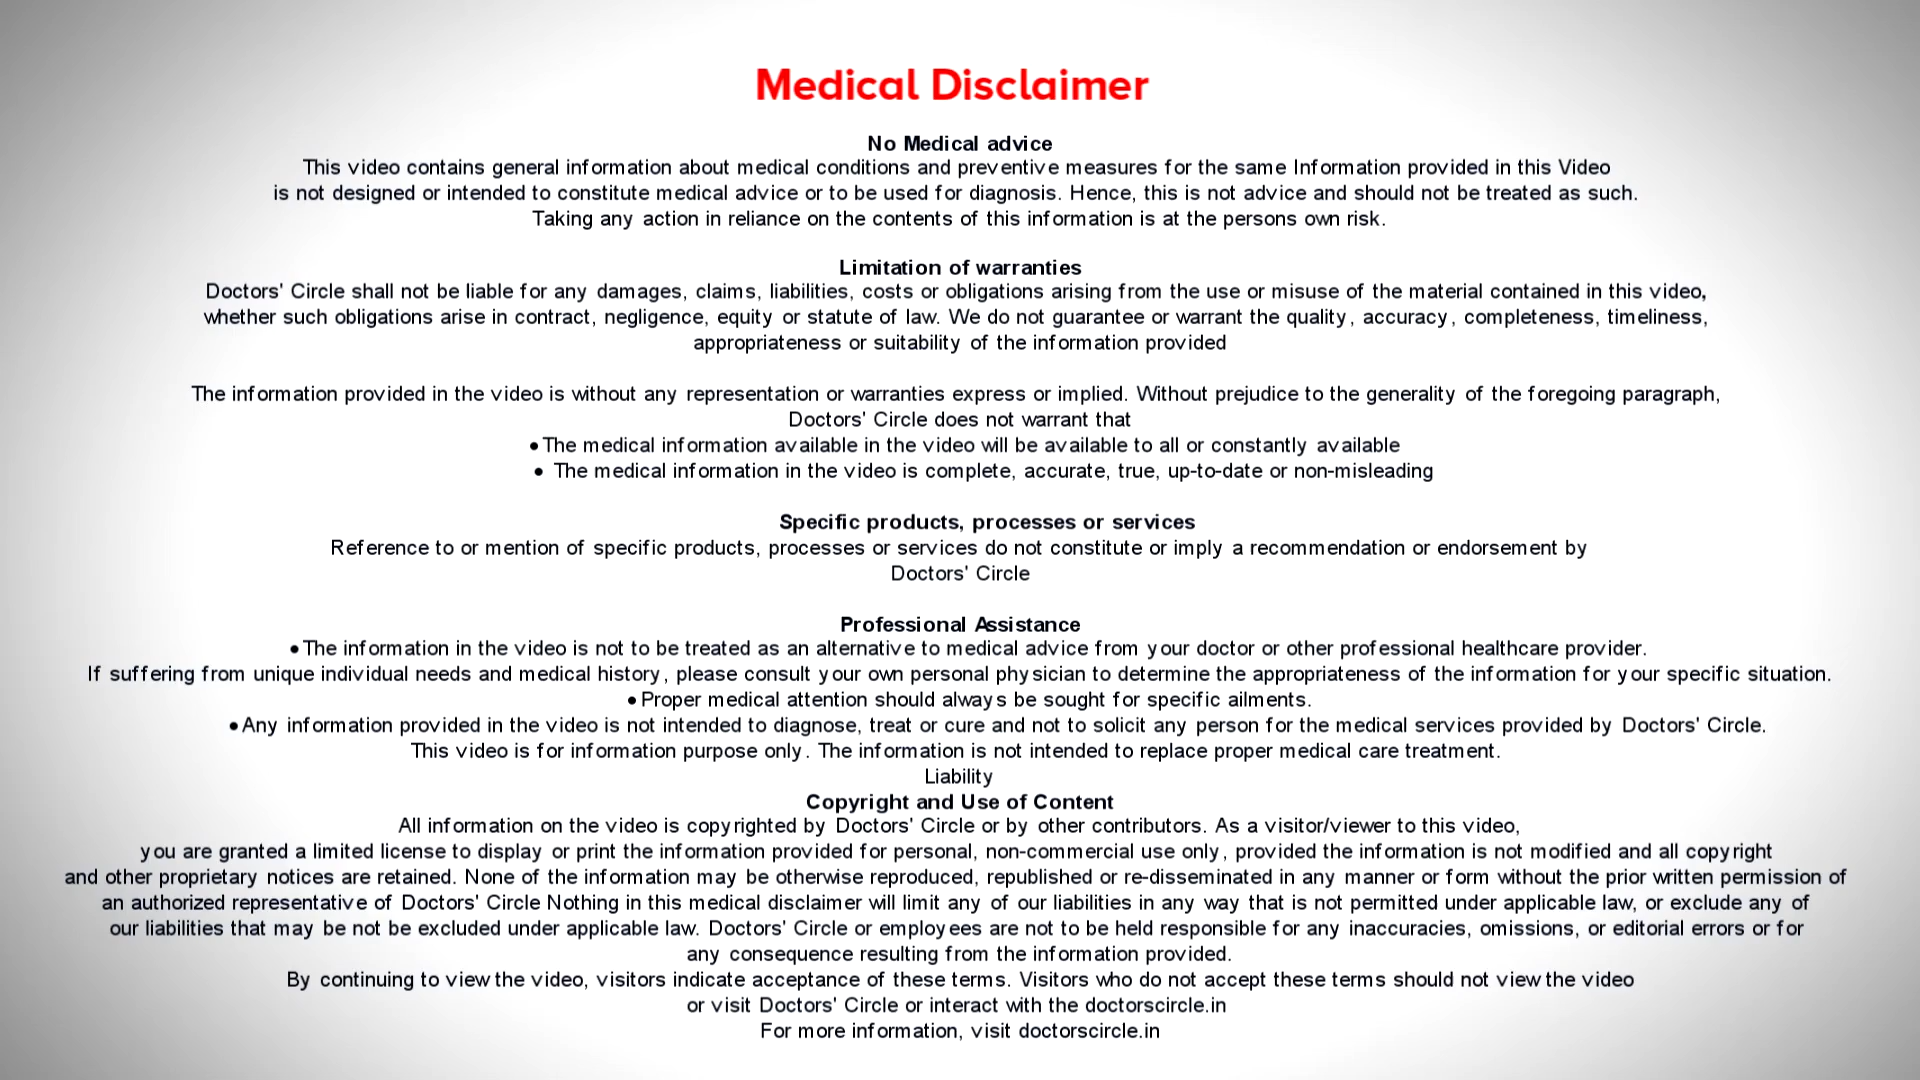 Medical Disclaimer
No Medical advice
This video contains general information about medical conditions and preventive measures for the same Information provided in this Video
is not designed or intended to constitute medical advice or to be used for diagnosis. Hence, this is not advice and should not be treated as such.
Taking any action in reliance on the contents of this information is at the persons own risk.
Limitation of warranties
Doctors' Circle shall not be liable for any damages, claims, liabilities, costs or obligations arising from the use or misuse of the material contained in this video,
whether such obligations arise in contract, negligence, equity or statute of law. We do not guarantee or warrant the quality, accuracy, completeness, timeliness,
appropriateness or suitability of the information provided
The information provided in the video is without any representation or warranties express or implied. Without prejudice to the generality of the foregoing paragraph,
Doctors' Circle does not warrant that
•The medical information available in the video will be available to all or constantly available
• The medical information in the video is complete, accurate, true, up-to-date or non-misleading
Specific products, processes or services
Reference to or mention of specific products, processes or services do not constitute or imply a recommendation or endorsement by
Doctors' Circle
Professional Assistance
•The information in the video is not to be treated as an alternative to medical advice from your doctor or other professional healthcare provider.
If suffering from unique individual needs and medical history, please consult your own personal physician to determine the appropriateness of the information for your specific situation.
•Proper medical attention should always be sought for specific ailments.
•Any information provided in the video is not intended to diagnose, treat or cure and not to solicit any person for the medical services provided by Doctors' Circle.
This video is for information purpose only. The information is not intended to replace proper medical care treatment.
Liability
Copyright and Use of Content
All information on the video is copyrighted by Doctors' Circle or by other contributors. As a visitor/viewer to this video,
you are granted a limited license to display or print the information provided for personal, non-commercial use only, provided the information is not modified and all copyright
and other proprietary notices are retained. None of the information may be otherwise reproduced, republished or re-disseminated in any manner or form without the prior written permission of
an authorized representative of Doctors' Circle Nothing in this medical disclaimer will limit any of our liabilities in any way that is not permitted under applicable law, or exclude any of
our liabilities that may be not be excluded under applicable law. Doctors' Circle or employees are not to be held responsible for any inaccuracies, omissions, or editorial errors or for
any consequence resulting from the information provided.
By continuing to view the video, visitors indicate acceptance of these terms. Visitors who do not accept these terms should not view the video
or visit Doctors' Circle or interact with the doctorscircle.in
For more information, visit doctorscircle.in